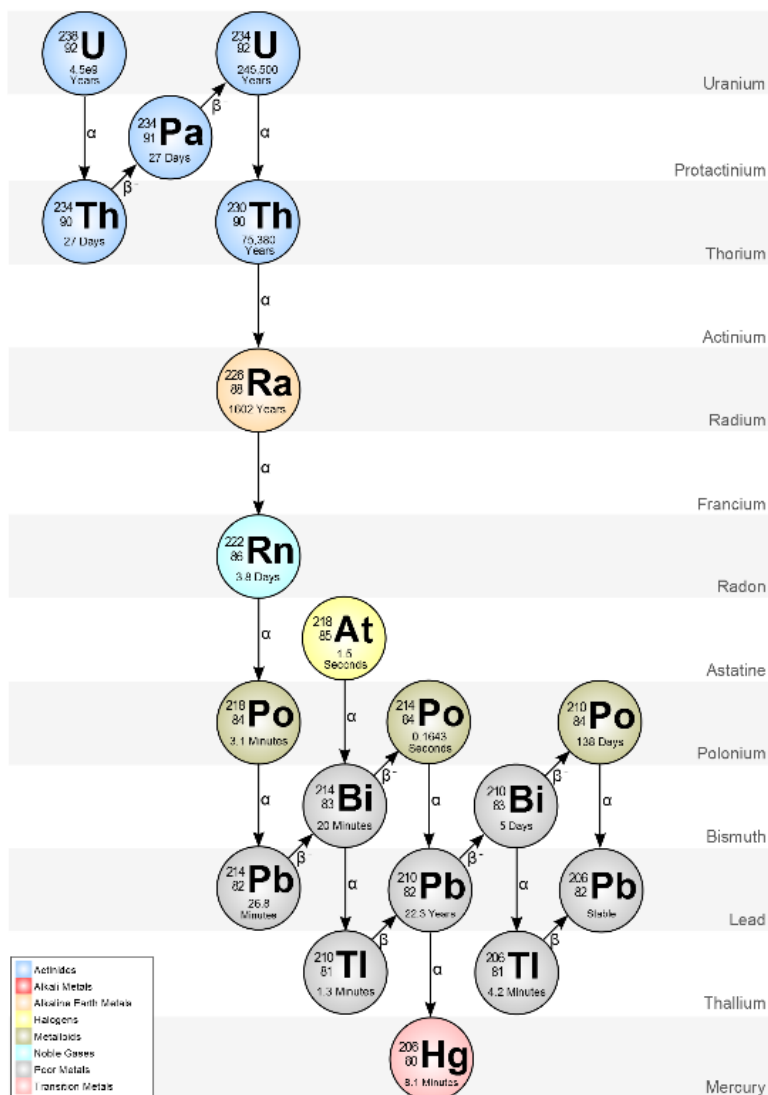 238
92 U
4.5e9
Years
234
92 U
245,500
Years
Uranium
α
β⁻
α
234
91 Pa
27 Days
Protactinium
β⁻
234
90 Th
27 Days
230
90 Th
75,380
Years
Thorium
α
Actinium
226
88 Ra
1602 Years
Radium
α
Francium
222
86 Rn
3.8 Days
Radon
α
218
85 At
1.5
Seconds
Astatine
218
84 Po
3.1 Minutes
α
214
84 Po
0.1643
Seconds
210
84 Po
138 Days
Polonium
α
214
83 Bi
20 Minutes
β⁻
α
210
83 Bi
5 Days
β⁻
α
Bismuth
214
82 Pb
26.8
Minutes
β⁻
α
210
82 Pb
22.3 Years
β⁻
α
206
82 Pb
Stable
Lead
210
81 Tl
1.3 Minutes
β
α
206
81 Tl
4.2 Minutes
β
Thallium
206
80 Hg
8.1 Minutes
Mercury
Actinides
Alkali Metals
Alkaline Earth Metals
Halogens
Metalloids
Noble Gases
Poor Metals
Transition Metals